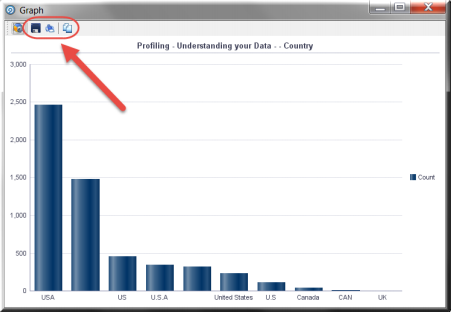 Graph
Profiling - Understanding your Data - - Country
3,000
2,500
2,000
1,500
1,000
500
0
Count
USA US U.S.A United States U.S Canada CAN UK